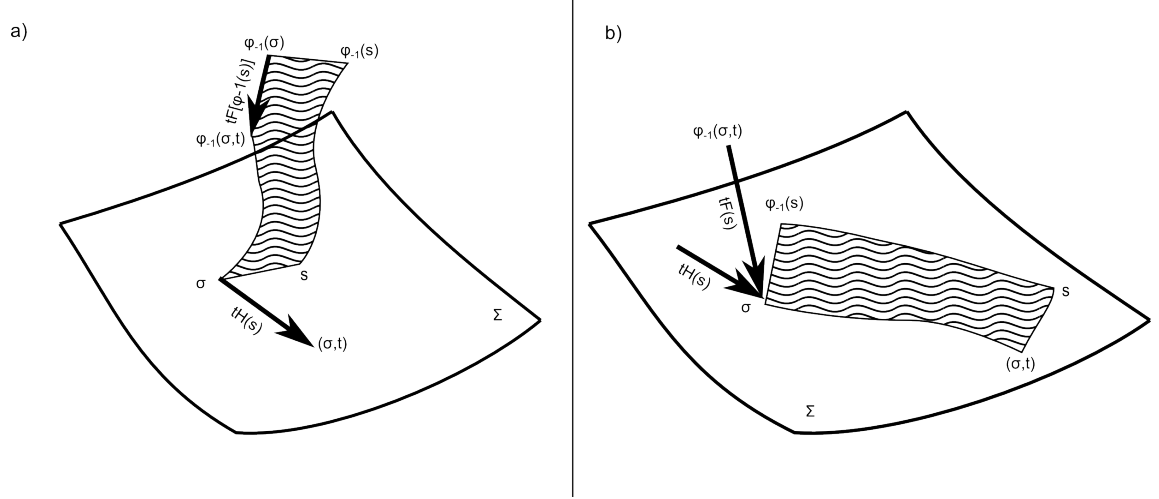 a)
φ-1(σ)
φ-1(s)
tF[φ-1(s)]
φ-1(σ,t)
σ
s
tH(s)
(σ,t)
Σ
b)
φ-1(σ,t)
tF(s)
φ-1(s)
tH(s)
σ
s
(σ,t)
Σ